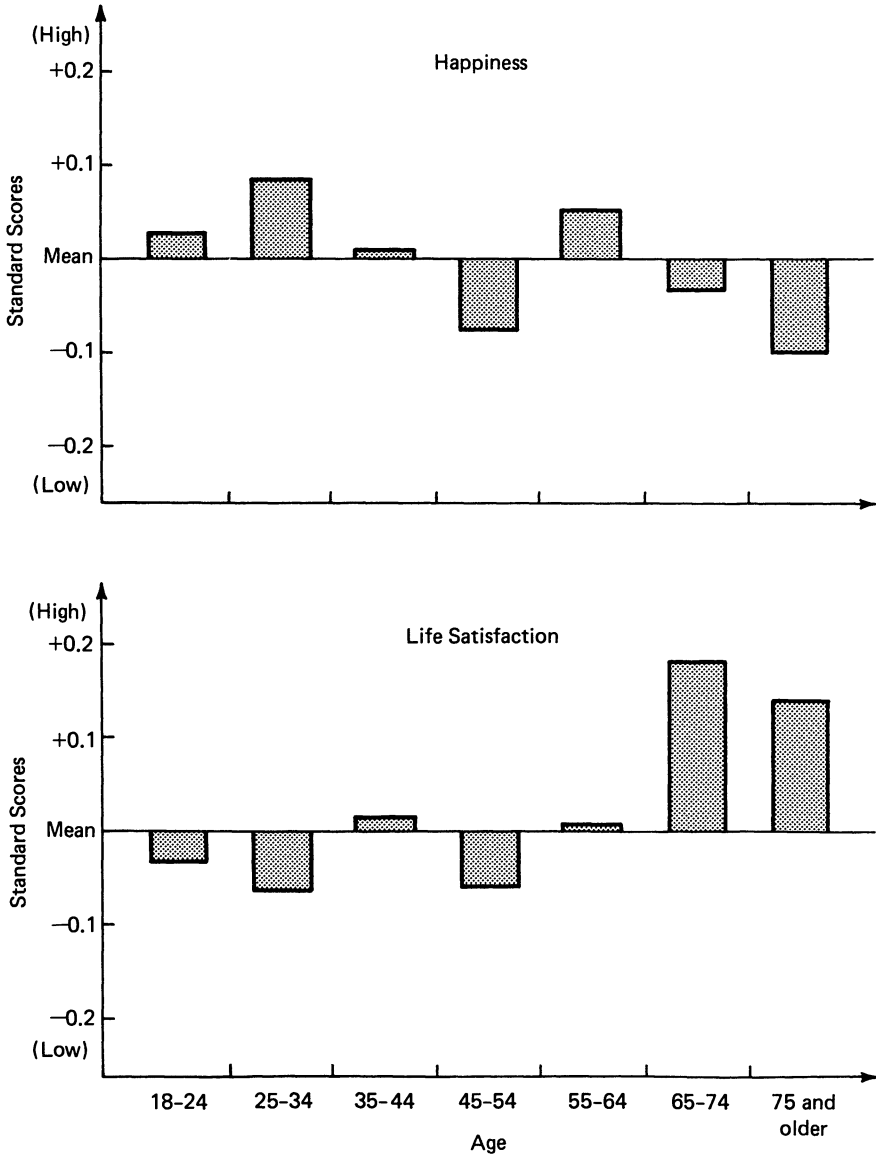 (High)
Happiness
+0.2
+0.1
Mean
−0.1
−0.2
(Low)
Standard Scores
(High)
Life Satisfaction
+0.2
+0.1
Mean
−0.1
−0.2
(Low)
Standard Scores
18–24 25–34 35–44 45–54 55–64 65–74 75 and
older
Age